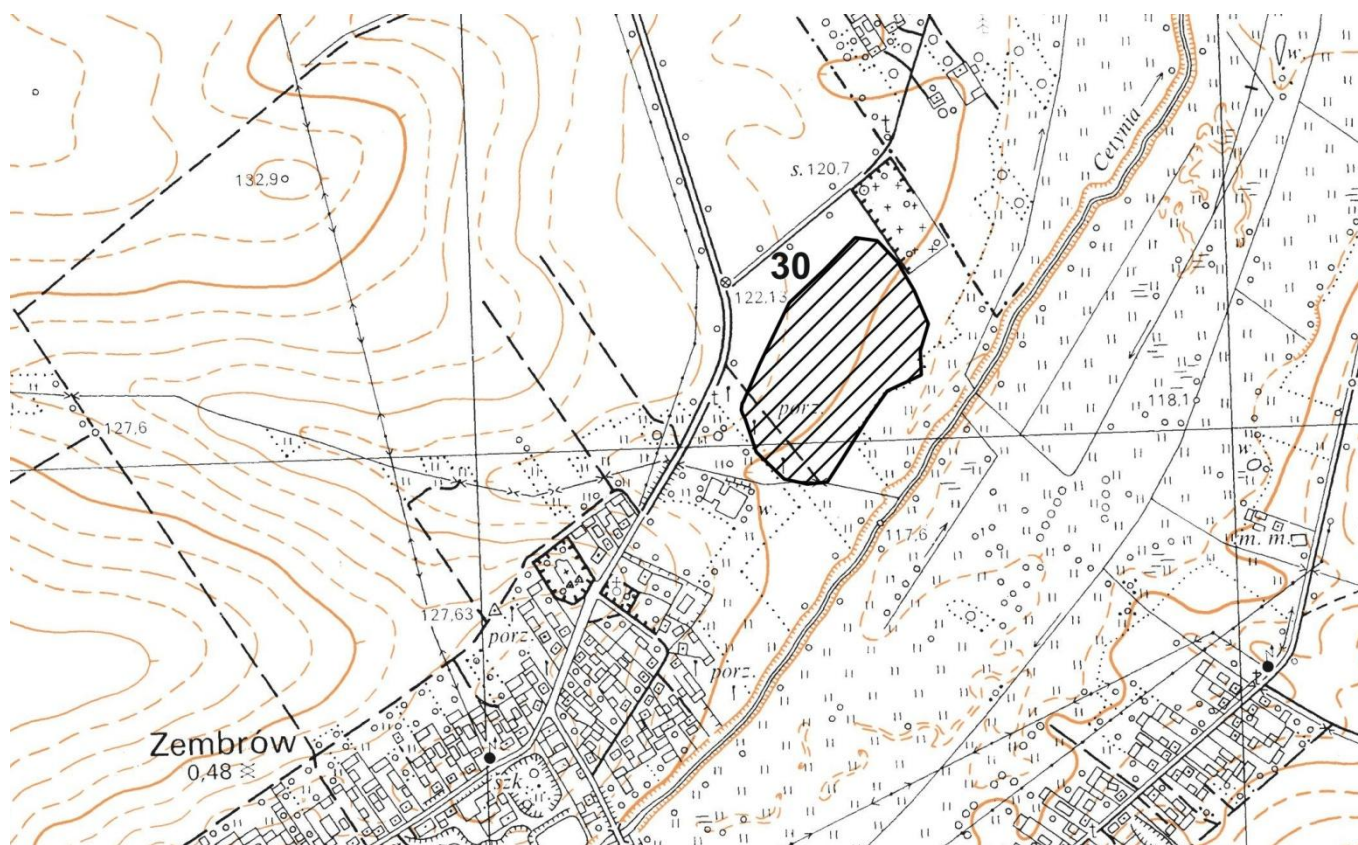 w
Cetynia
t
s. 120,7
132,9
30
122,13
t
porz.
118,1
127,6
w
w
117,6
m. m.
127,63
porz.
porz.
Zembrów
0,48
szk